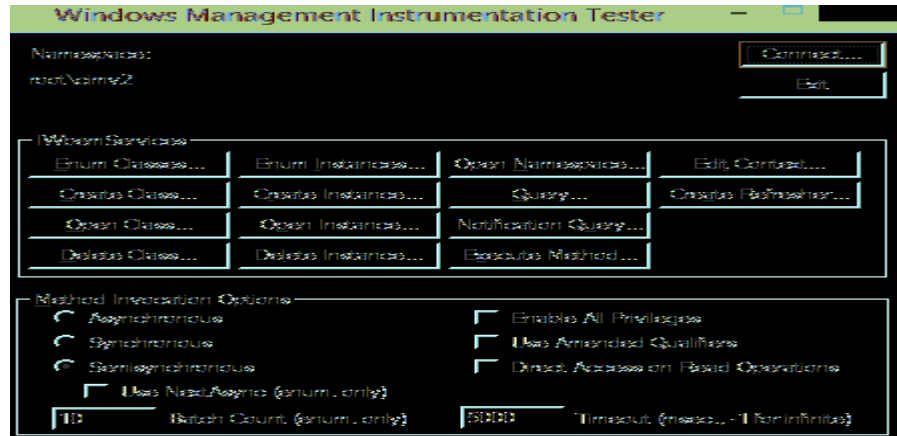 Windows Management Instrumentation Tester
Namespace:
root\cimv2
Connect...
Exit
IWbemServices
Enum Classes... Enum Instances... Open Namespace... Edit Context...
Create Class... Create Instance... Query... Create Refresher...
Open Class... Open Instance... Notification Query...
Delete Class... Delete Instance... Execute Method...
Method Invocation Options
Asynchronous Enable All Privileges
Synchronous Use Amended Qualifiers
Semisynchronous Direct Access on Read Operations
Use NextAsync (enum. only)
10 Batch Count (enum. only) 5000 Timeout (msec., -1 for infinite)